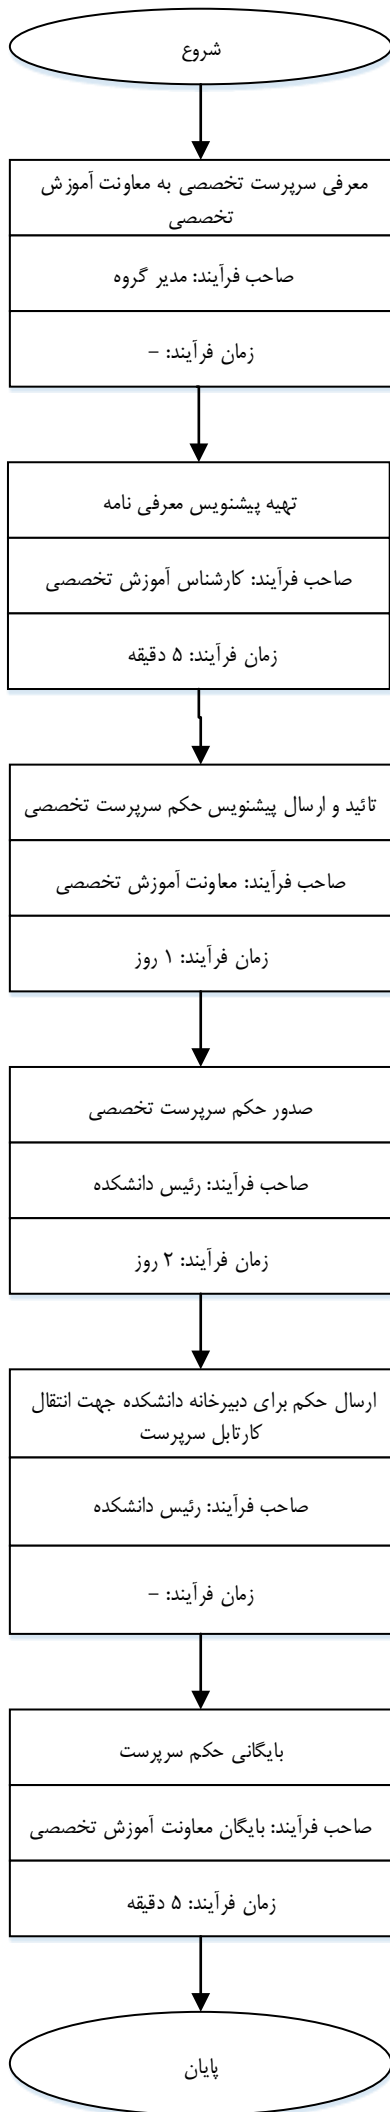 شروع
معرفی سرپرست تخصصی به معاونت آموزش
تخصصی
صاحب فرآیند: مدیر گروه
زمان فرآیند: –
تهیه پیشنویس معرفی نامه
صاحب فرآیند: کارشناس آموزش تخصصی
زمان فرآیند: ۵ دقیقه
تائید و ارسال پیشنویس حکم سرپرست تخصصی
صاحب فرآیند: معاونت آموزش تخصصی
زمان فرآیند: ۱ روز
صدور حکم سرپرست تخصصی
صاحب فرآیند: رئیس دانشکده
زمان فرآیند: ۲ روز
ارسال حکم برای دبیرخانه دانشکده جهت انتقال
کارتابل سرپرست
صاحب فرآیند: رئیس دانشکده
زمان فرآیند: –
بایگانی حکم سرپرست
صاحب فرآیند: بایگان معاونت آموزش تخصصی
زمان فرآیند: ۵ دقیقه
پایان